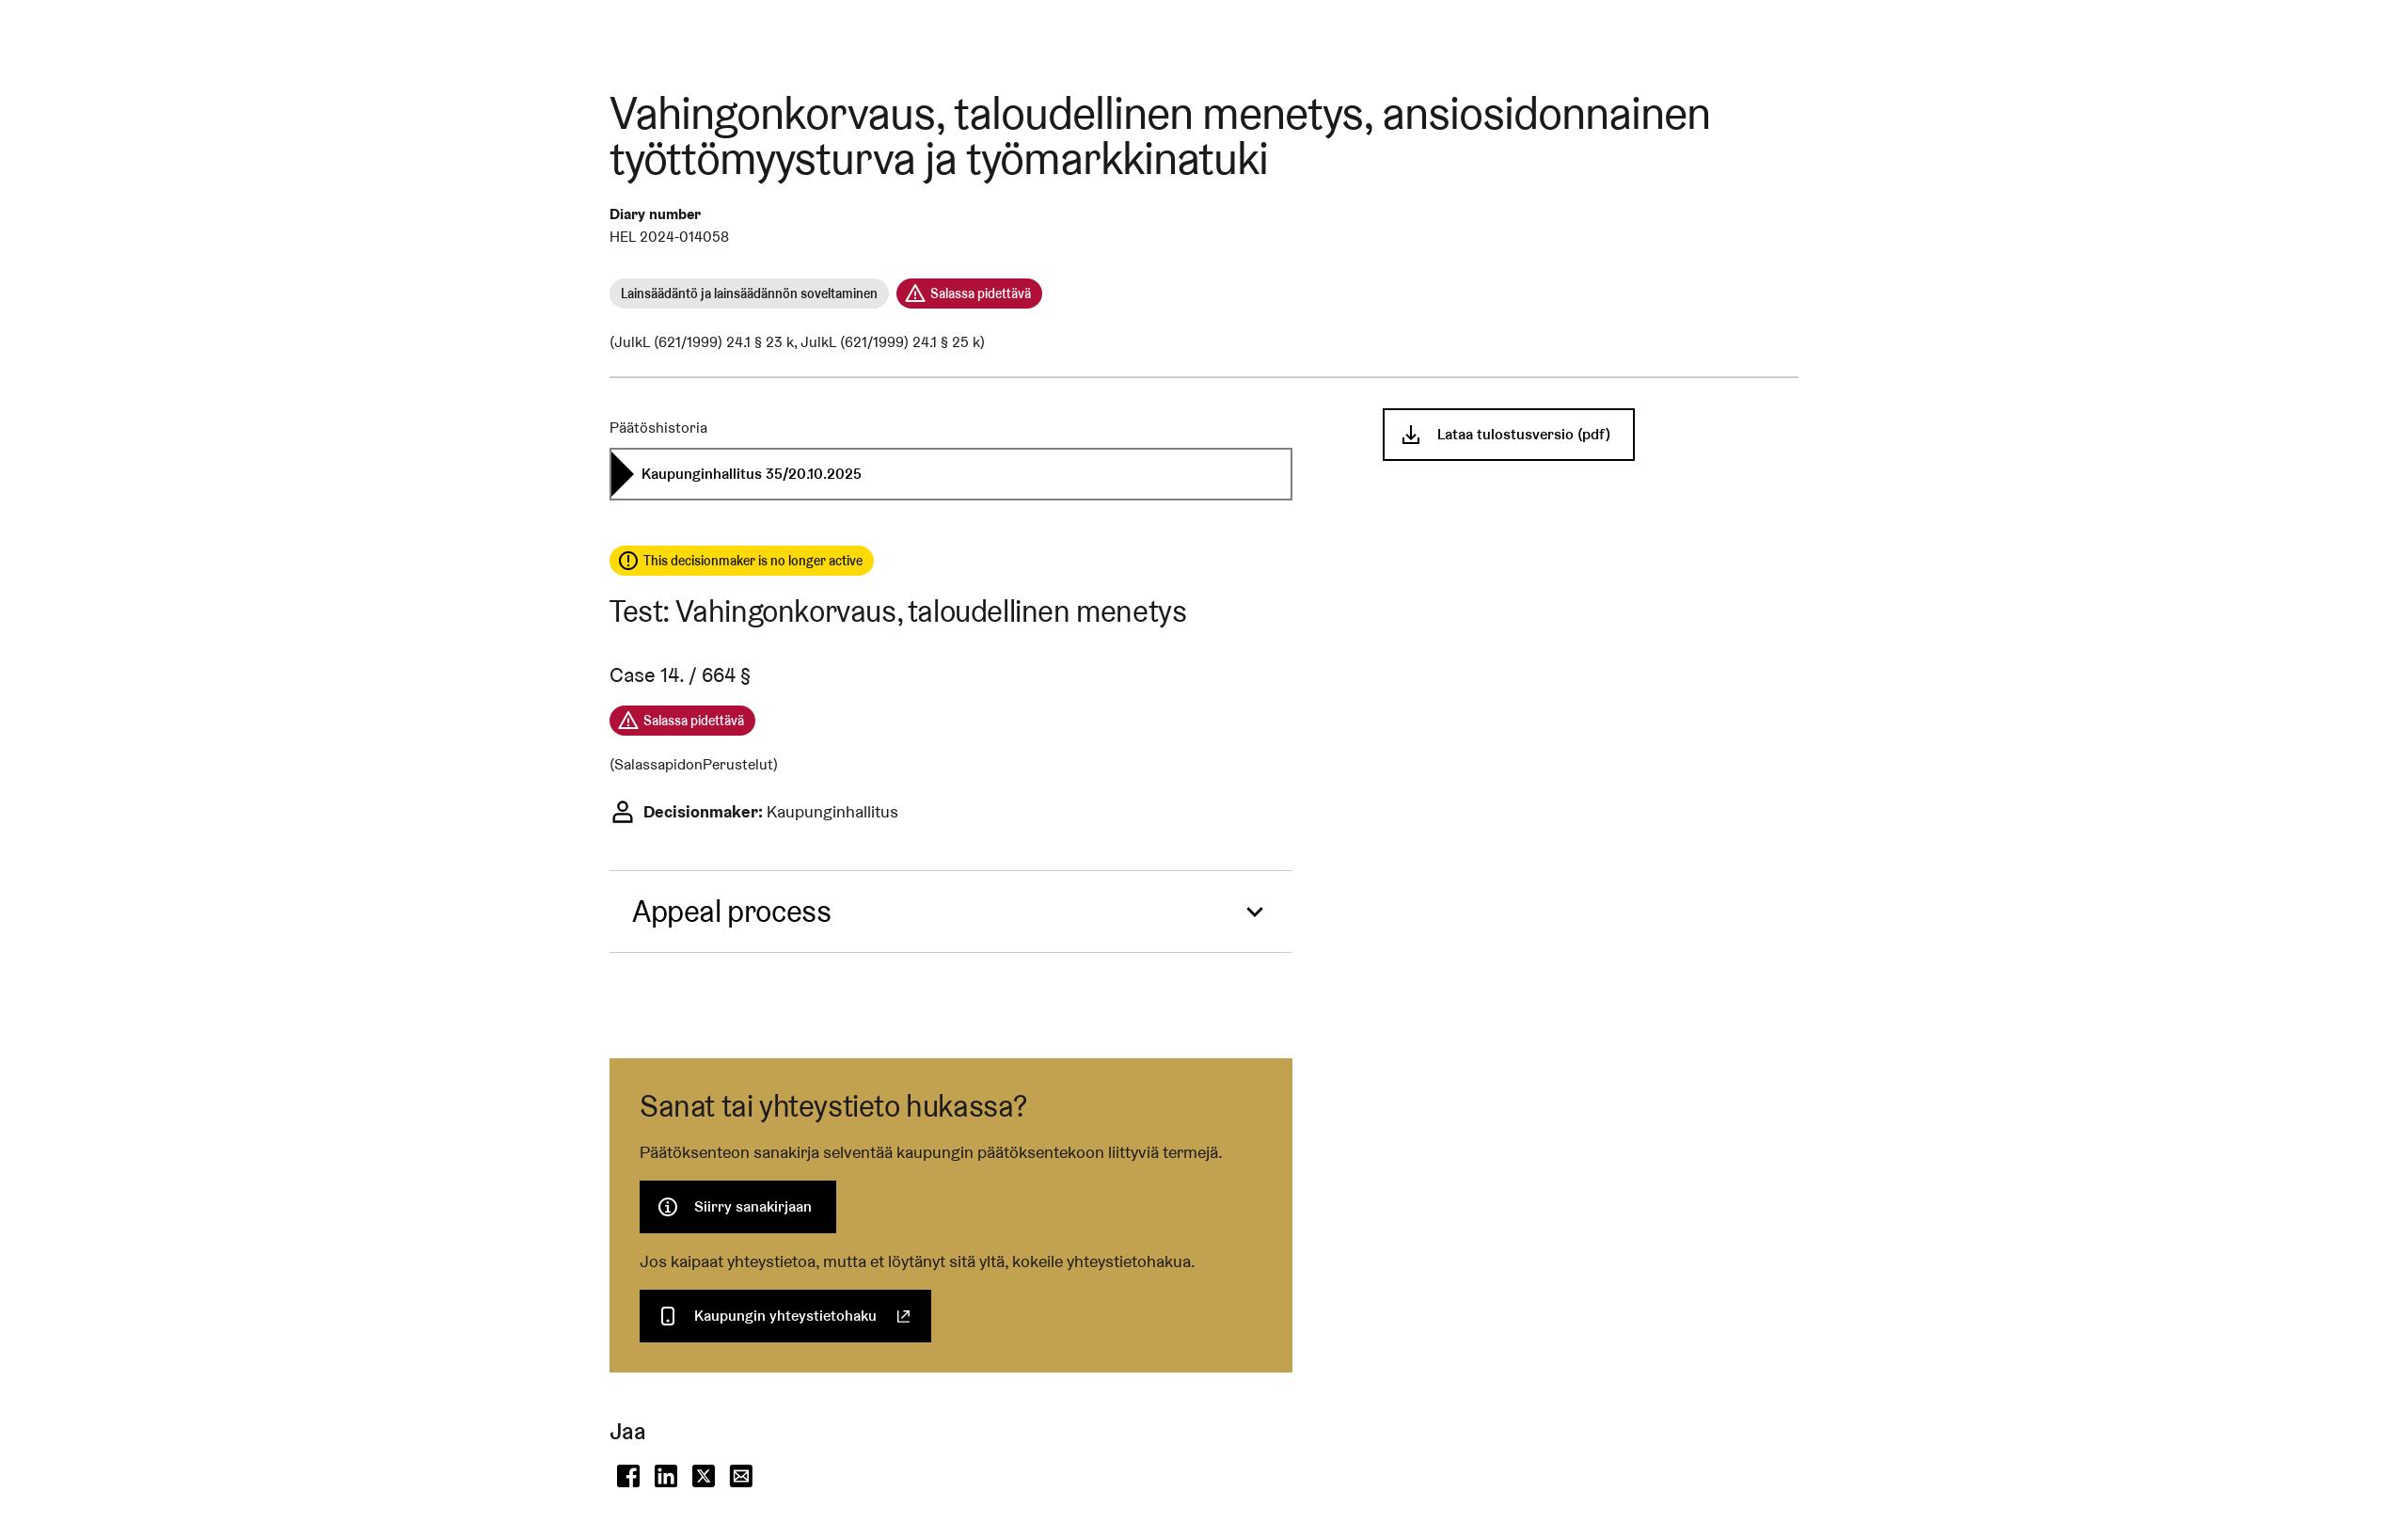 Vahingonkorvaus, taloudellinen menetys, ansiosidonnainen
työttömyysturva ja työmarkkinatuki
Diary number
HEL 2024-014058
Lainsäädäntö ja lainsäädännön soveltaminen
Salassa pidettävä
(JulkL (621/1999) 24.1 § 23 k, JulkL (621/1999) 24.1 § 25 k)
Päätöshistoria
Lataa tulostusversio (pdf)
Kaupunginhallitus 35/20.10.2025
This decisionmaker is no longer active
Test: Vahingonkorvaus, taloudellinen menetys
Case 14. / 664 §
Salassa pidettävä
(SalassapidonPerustelut)
Decisionmaker: Kaupunginhallitus
Appeal process
Sanat tai yhteystieto hukassa?
Päätöksenteon sanakirja selventää kaupungin päätöksentekoon liittyviä termejä.
Siirry sanakirjaan
Jos kaipaat yhteystietoa, mutta et löytänyt sitä yltä, kokeile yhteystietohakua.
Kaupungin yhteystietohaku
Jaa